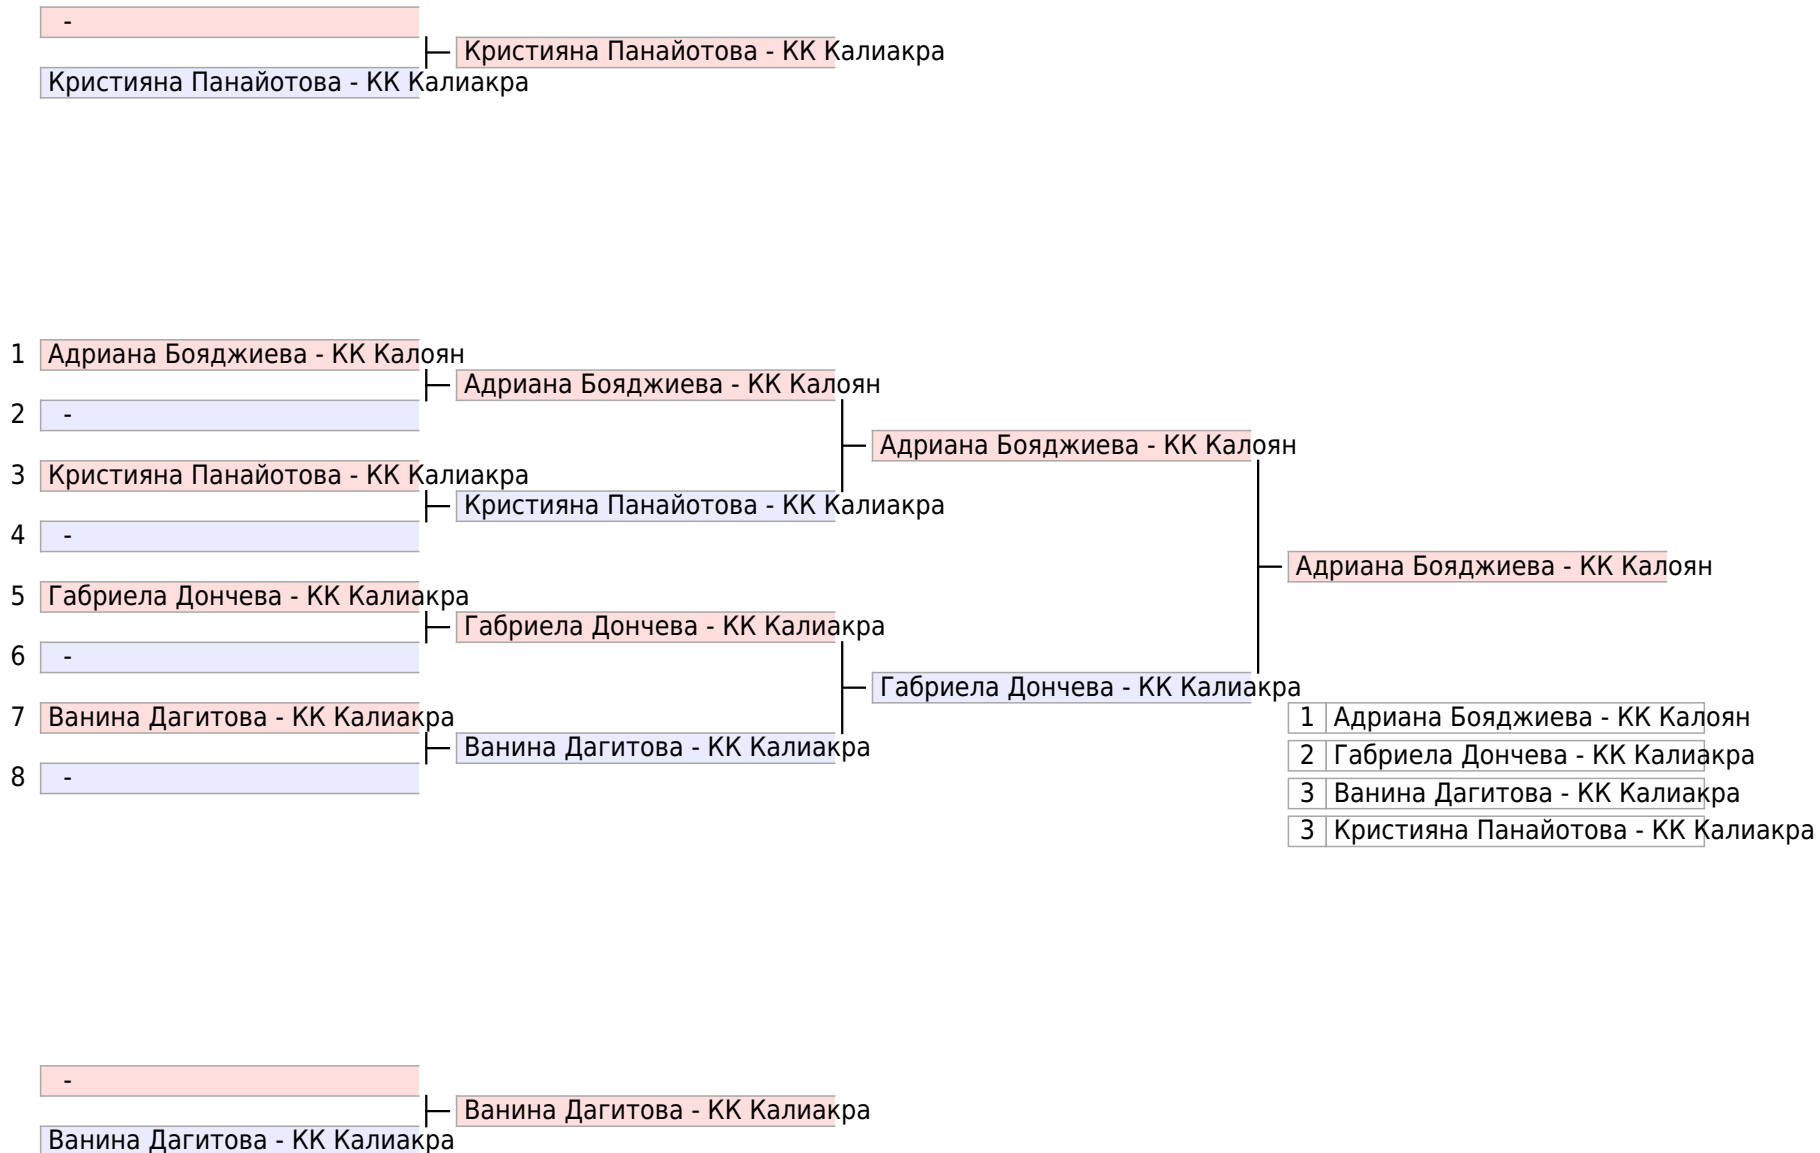 -
Кристияна Панайотова - КК Калиакра
Кристияна Панайотова - КК Калиакра
1 Адриана Бояджиева - КК Калоян
Адриана Бояджиева - КК Калоян
2 -
Адриана Бояджиева - КК Калоян
3 Кристияна Панайотова - КК Калиакра
Кристияна Панайотова - КК Калиакра
4 -
Адриана Бояджиева - КК Калоян
5 Габриела Дончева - КК Калиакра
Габриела Дончева - КК Калиакра
6 -
Габриела Дончева - КК Калиакра
7 Ванина Дагитова - КК Калиакра
Ванина Дагитова - КК Калиакра
8 -
1 Адриана Бояджиева - КК Калоян
2 Габриела Дончева - КК Калиакра
3 Ванина Дагитова - КК Калиакра
3 Кристияна Панайотова - КК Калиакра
-
Ванина Дагитова - КК Калиакра
Ванина Дагитова - КК Калиакра